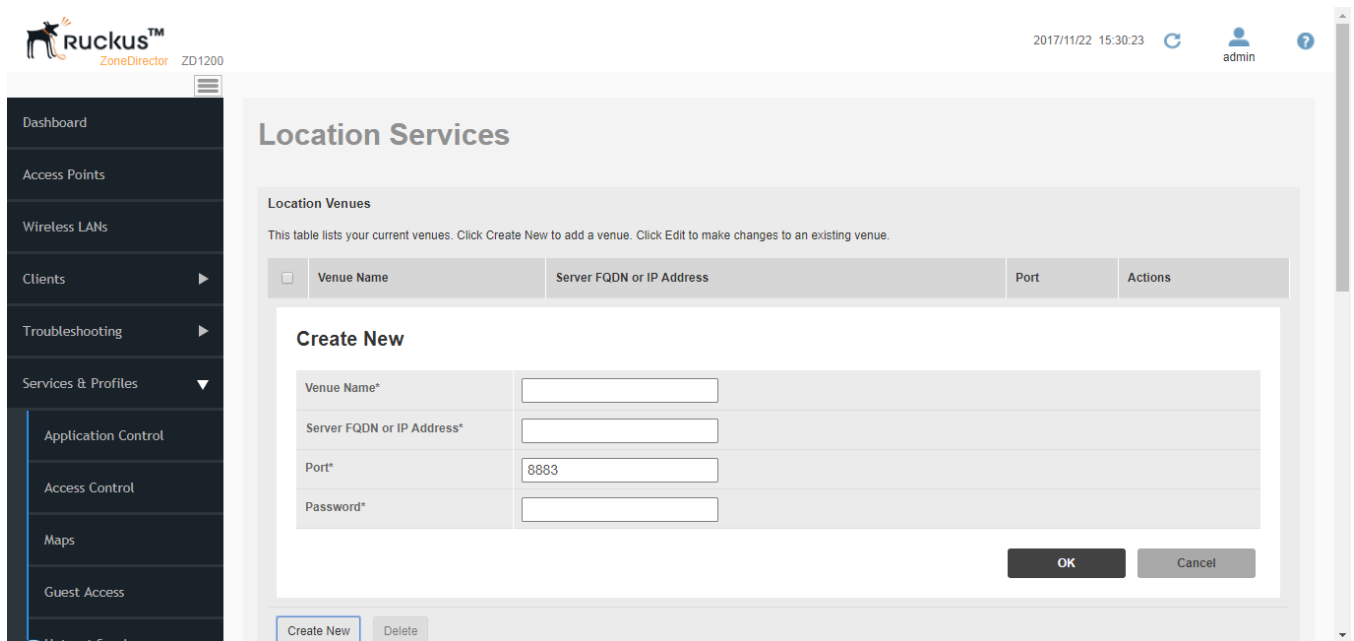 Ruckus™
ZoneDirector ZD1200
2017/11/22 15:30:23
admin
?
Dashboard
Access Points
Wireless LANs
Clients
Troubleshooting
Services & Profiles
Application Control
Access Control
Maps
Guest Access
Location Services
Location Venues
This table lists your current venues. Click Create New to add a venue. Click Edit to make changes to an existing venue.
Venue Name Server FQDN or IP Address Port Actions
Create New
Venue Name*
Server FQDN or IP Address*
Port* 8883
Password*
OK Cancel
Create New Delete